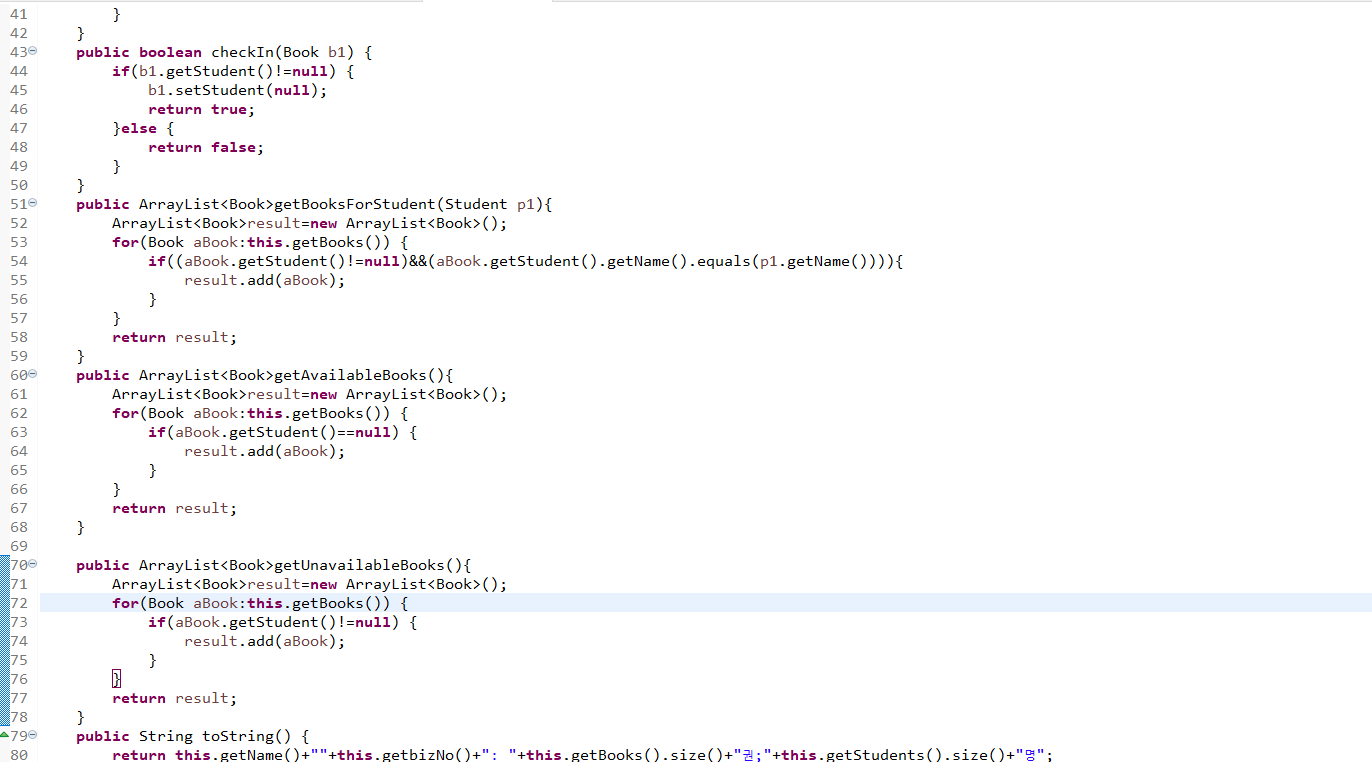 41 }
42 }
43 public boolean checkIn(Book b1) {
44 if(b1.getStudent()!=null) {
45 b1.setStudent(null);
46 return true;
47 }else {
48 return false;
49 }
50 }
51 public ArrayList<Book>getBooksForStudent(Student p1){
52 ArrayList<Book>result=new ArrayList<Book>();
53 for(Book aBook:this.getBooks()) {
54 if((aBook.getStudent()!=null)&&(aBook.getStudent().getName().equals(p1.getName()))){
55 result.add(aBook);
56 }
57 }
58 return result;
59 }
60 public ArrayList<Book>getAvailableBooks(){
61 ArrayList<Book>result=new ArrayList<Book>();
62 for(Book aBook:this.getBooks()) {
63 if(aBook.getStudent()==null) {
64 result.add(aBook);
65 }
66 }
67 return result;
68 }
69
70 public ArrayList<Book>getUnavailableBooks(){
71 ArrayList<Book>result=new ArrayList<Book>();
72 for(Book aBook:this.getBooks()) {
73 if(aBook.getStudent()!=null) {
74 result.add(aBook);
75 }
76 }
77 return result;
78 }
79 public String toString() {
80 return this.getName()+""+this.getbizNo()+": "+this.getBooks().size()+"권;"+this.getStudents().size()+"명";